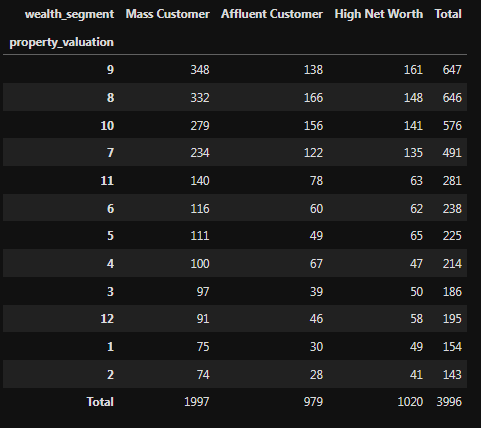 wealth_segment Mass Customer Affluent Customer High Net Worth Total
property_valuation
9 348 138 161 647
8 332 166 148 646
10 279 156 141 576
7 234 122 135 491
11 140 78 63 281
6 116 60 62 238
5 111 49 65 225
4 100 67 47 214
3 97 39 50 186
12 91 46 58 195
1 75 30 49 154
2 74 28 41 143
Total 1997 979 1020 3996